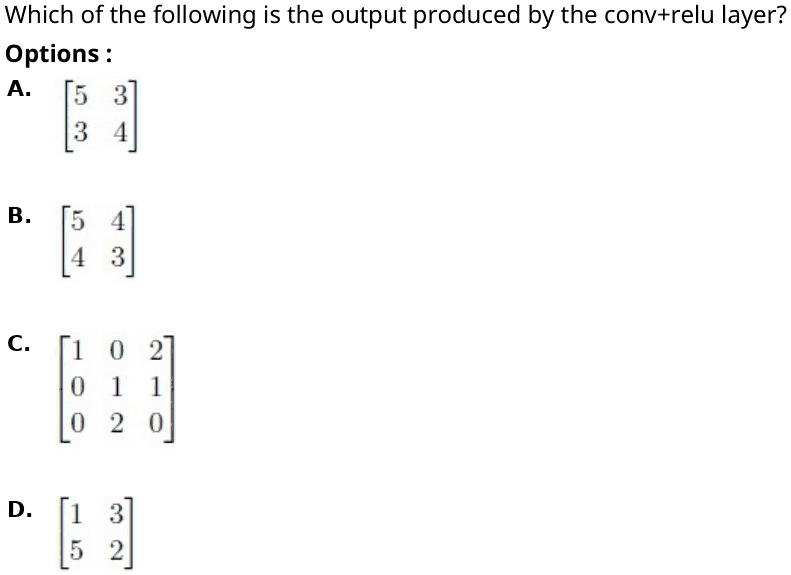 Which of the following is the output produced by the conv+relu layer?
Options :
A.
5 3
3 4
B.
5 4
4 3
C.
1 0 2
0 1 1
0 2 0
D.
1 3
5 2